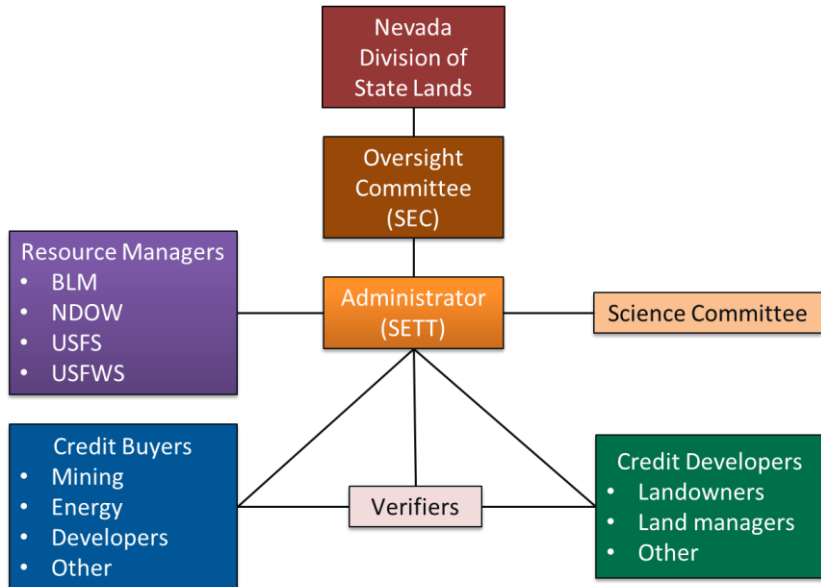 Nevada
Division of
State Lands
Oversight
Committee
(SEC)
Resource Managers
• BLM
• NDOW
• USFS
• USFWS
Administrator
(SETT)
Science Committee
Credit Buyers
• Mining
• Energy
• Developers
• Other
Verifiers
Credit Developers
• Landowners
• Land managers
• Other